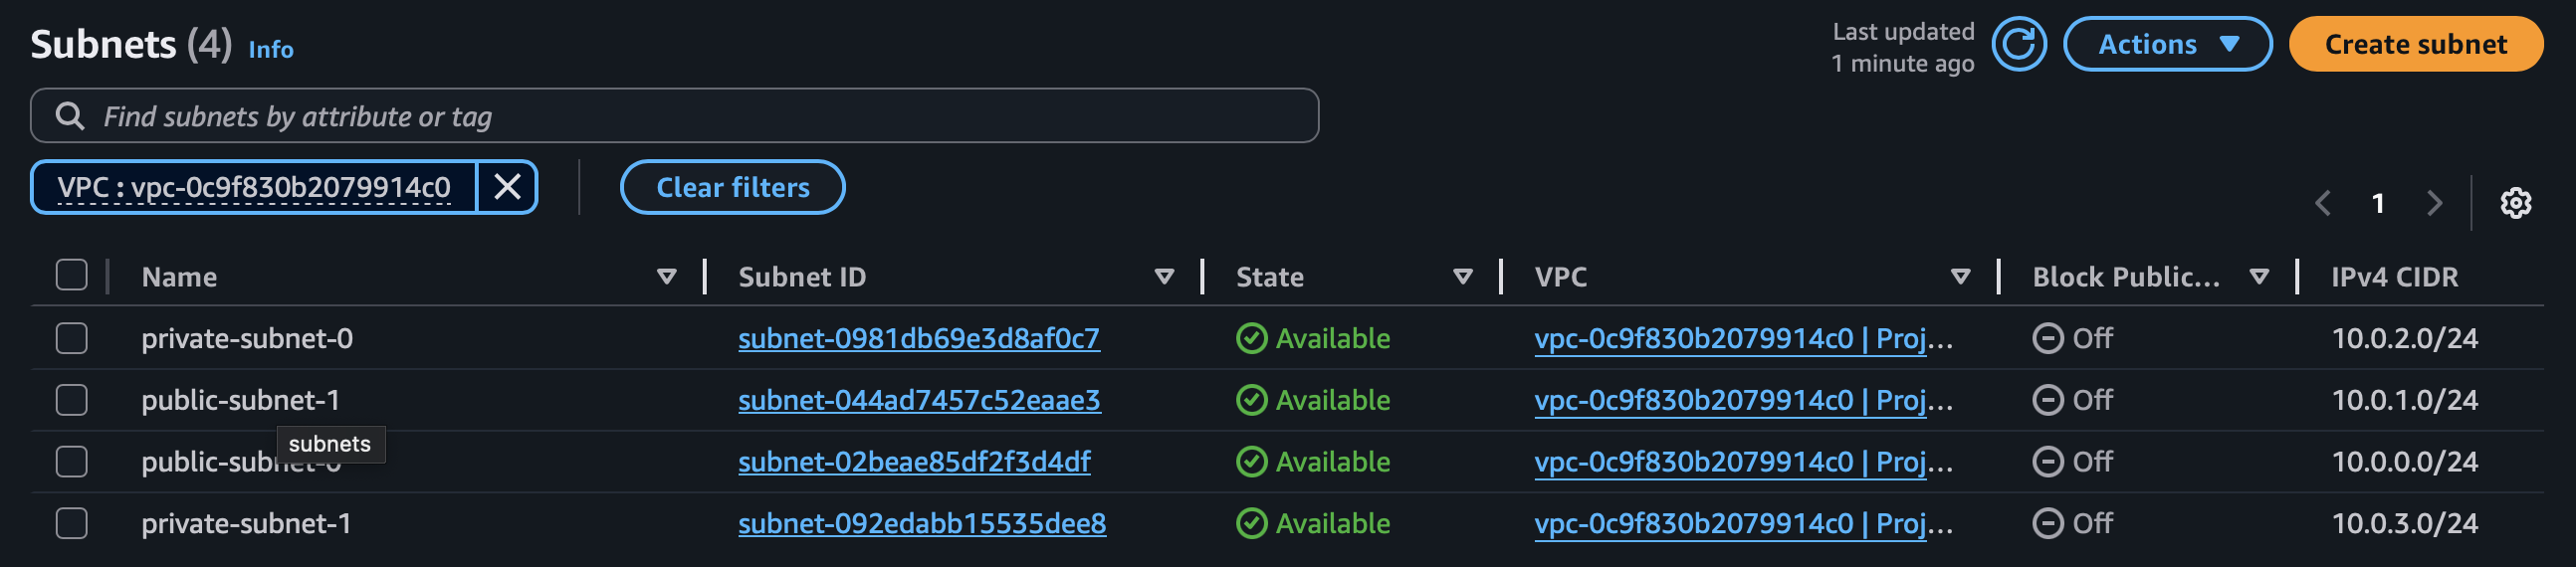 Subnets (4) Info
Last updated
1 minute ago
Actions
Create subnet
Find subnets by attribute or tag
VPC : vpc-0c9f830b2079914c0
Clear filters
1
Name Subnet ID State VPC Block Public... IPv4 CIDR
private-subnet-0 subnet-0981db69e3d8af0c7 Available vpc-0c9f830b2079914c0 | Proj... Off 10.0.2.0/24
public-subnet-1 subnet-044ad7457c52eaae3 Available vpc-0c9f830b2079914c0 | Proj... Off 10.0.1.0/24
subnets
public-subnet-0 subnet-02beae85df2f3d4df Available vpc-0c9f830b2079914c0 | Proj... Off 10.0.0.0/24
private-subnet-1 subnet-092edabb15535dee8 Available vpc-0c9f830b2079914c0 | Proj... Off 10.0.3.0/24